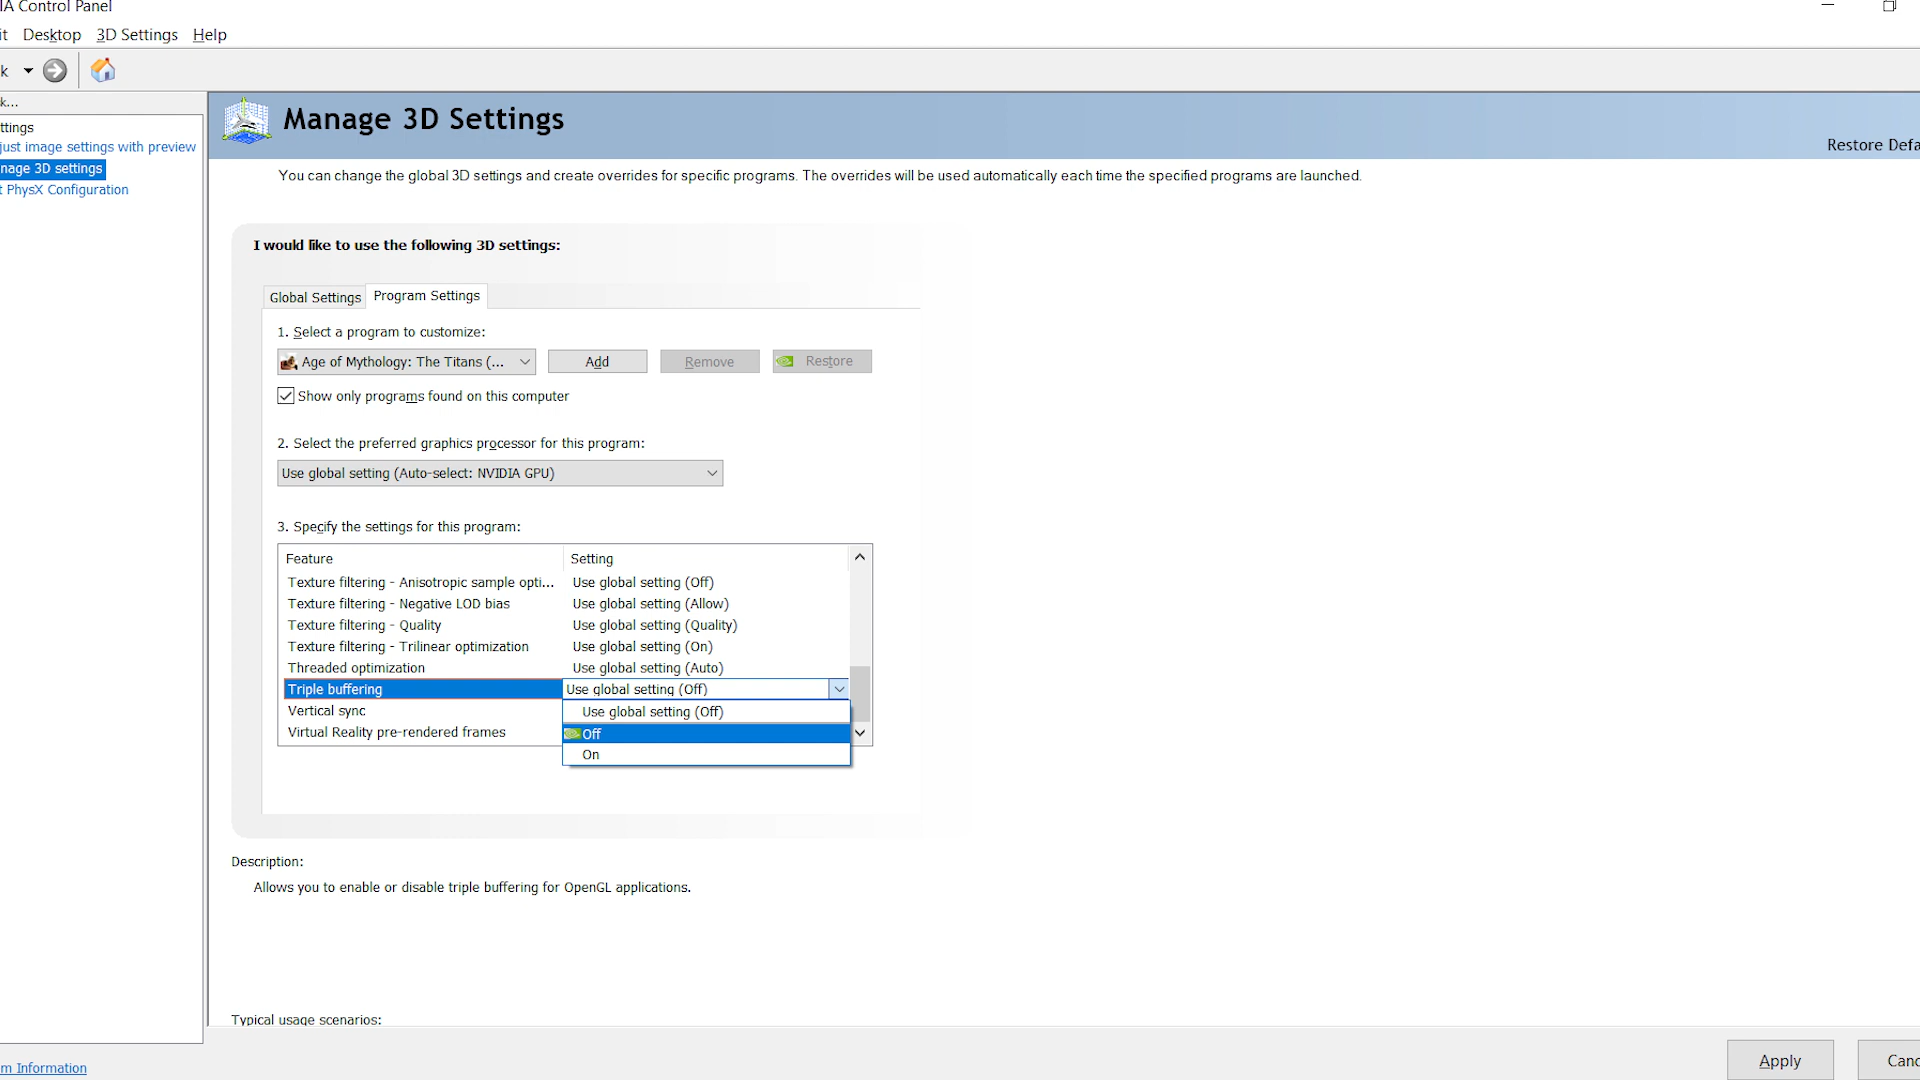 IA Control Panel
it Desktop 3D Settings Help
k
k...
ttings
just image settings with preview
nage 3D settings
t PhysX Configuration
Manage 3D Settings
Restore Defa
You can change the global 3D settings and create overrides for specific programs. The overrides will be used automatically each time the specified programs are launched.
I would like to use the following 3D settings:
Global Settings Program Settings
1. Select a program to customize:
Age of Mythology: The Titans (... Add Remove Restore
Show only programs found on this computer
2. Select the preferred graphics processor for this program:
Use global setting (Auto-select: NVIDIA GPU)
3. Specify the settings for this program:
Feature Setting
Texture filtering - Anisotropic sample opti... Use global setting (Off)
Texture filtering - Negative LOD bias Use global setting (Allow)
Texture filtering - Quality Use global setting (Quality)
Texture filtering - Trilinear optimization Use global setting (On)
Threaded optimization Use global setting (Auto)
Triple buffering Use global setting (Off)
Vertical sync Use global setting (Off)
Virtual Reality pre-rendered frames Off
On
Description:
Allows you to enable or disable triple buffering for OpenGL applications.
Typical usage scenarios:
m Information
Apply Canc